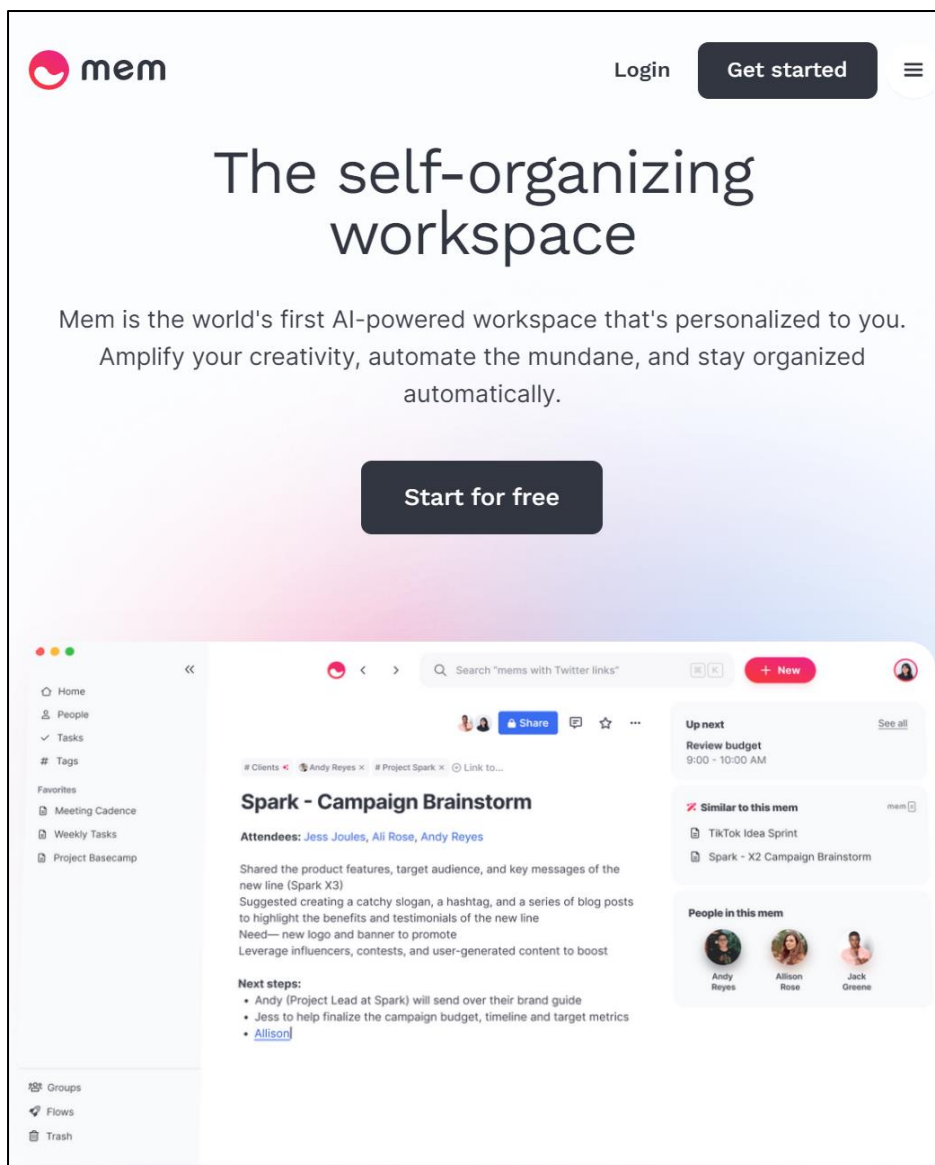 mem
Login
Get started
The self-organizing
workspace
Mem is the world's first AI-powered workspace that's personalized to you.
Amplify your creativity, automate the mundane, and stay organized
automatically.
Start for free
Home
People
Tasks
# Tags
Favorites
Meeting Cadence
Weekly Tasks
Project Basecamp
Groups
Flows
Trash
Search "mems with Twitter links"
⌘ K
+ New
Share
# Clients
Andy Reyes ×
# Project Spark ×
Link to...
Spark - Campaign Brainstorm
Attendees: Jess Joules, Ali Rose, Andy Reyes
Shared the product features, target audience, and key messages of the
new line (Spark X3)
Suggested creating a catchy slogan, a hashtag, and a series of blog posts
to highlight the benefits and testimonials of the new line
Need— new logo and banner to promote
Leverage influencers, contests, and user-generated content to boost
Next steps:
• Andy (Project Lead at Spark) will send over their brand guide
• Jess to help finalize the campaign budget, timeline and target metrics
• Allison
Up next
See all
Review budget
9:00 - 10:00 AM
Similar to this mem
mem
TikTok Idea Sprint
Spark - X2 Campaign Brainstorm
People in this mem
Andy
Reyes
Allison
Rose
Jack
Greene